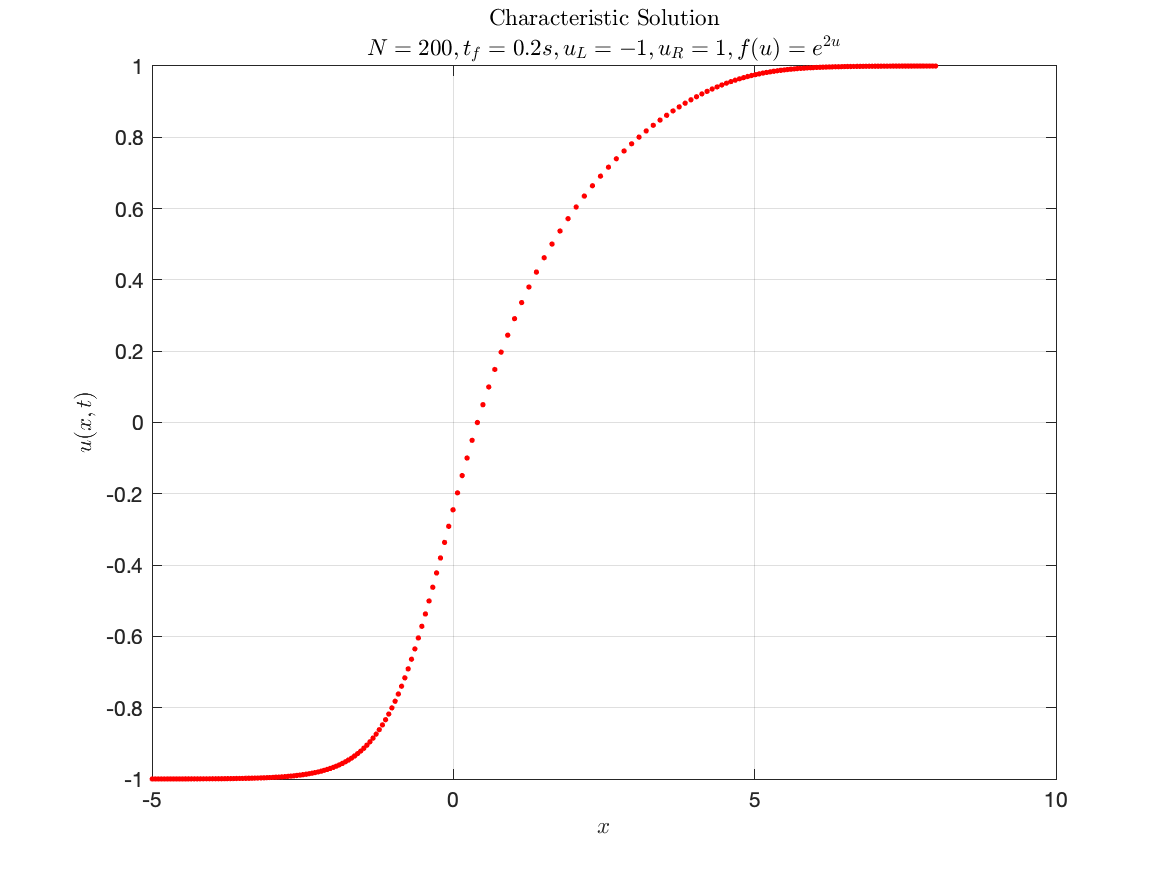 Characteristic Solution
N = 200, t_f = 0.2s, u_L = −1, u_R = 1, f(u) = e^{2u}
1
0.8
0.6
0.4
0.2
0
-0.2
-0.4
-0.6
-0.8
-1
u(x, t)
-5 0 5 10
x